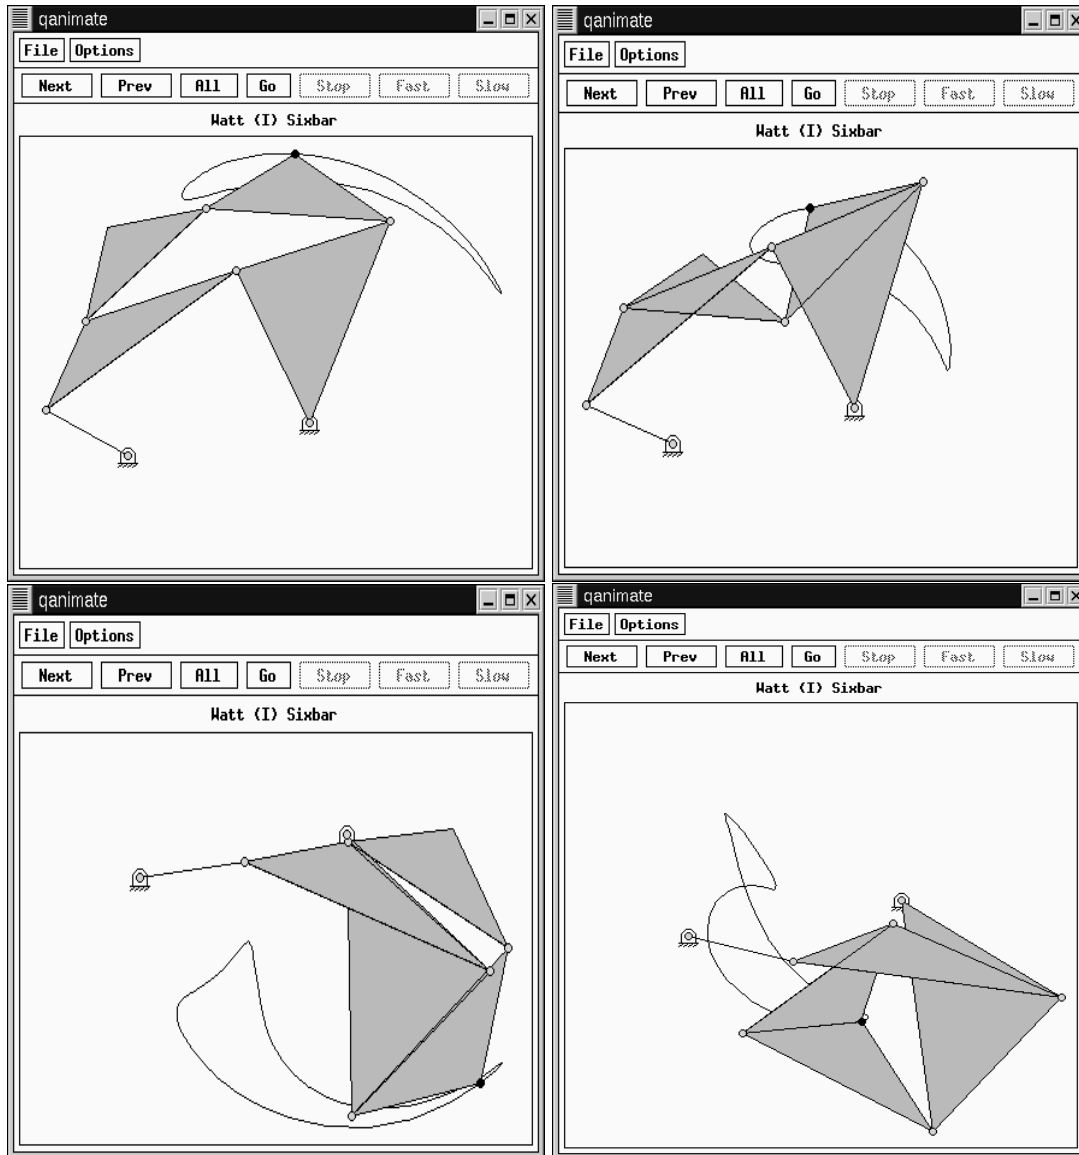 qanimate
File Options
Next Prev All Go Stop Fast Slow
Watt (I) Sixbar
qanimate
File Options
Next Prev All Go Stop Fast Slow
Watt (I) Sixbar
qanimate
File Options
Next Prev All Go Stop Fast Slow
Watt (I) Sixbar
qanimate
File Options
Next Prev All Go Stop Fast Slow
Watt (I) Sixbar